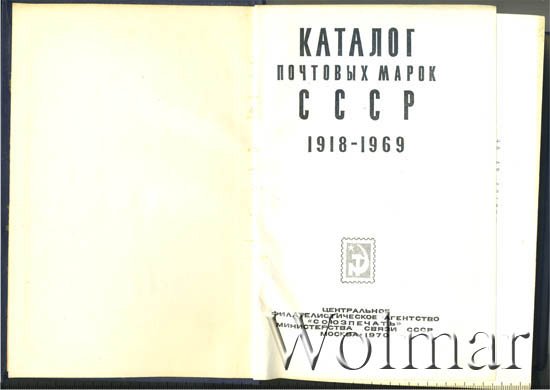 КАТАЛОГ
ПОЧТОВЫХ МАРОК
СССР
1918-1969
ЦЕНТРАЛЬНОЕ
ФИЛАТЕЛИСТИЧЕСКОЕ АГЕНТСТВО
«СОЮЗПЕЧАТЬ»
МИНИСТЕРСТВА СВЯЗИ СССР
МОСКВА 1970
Wolmar